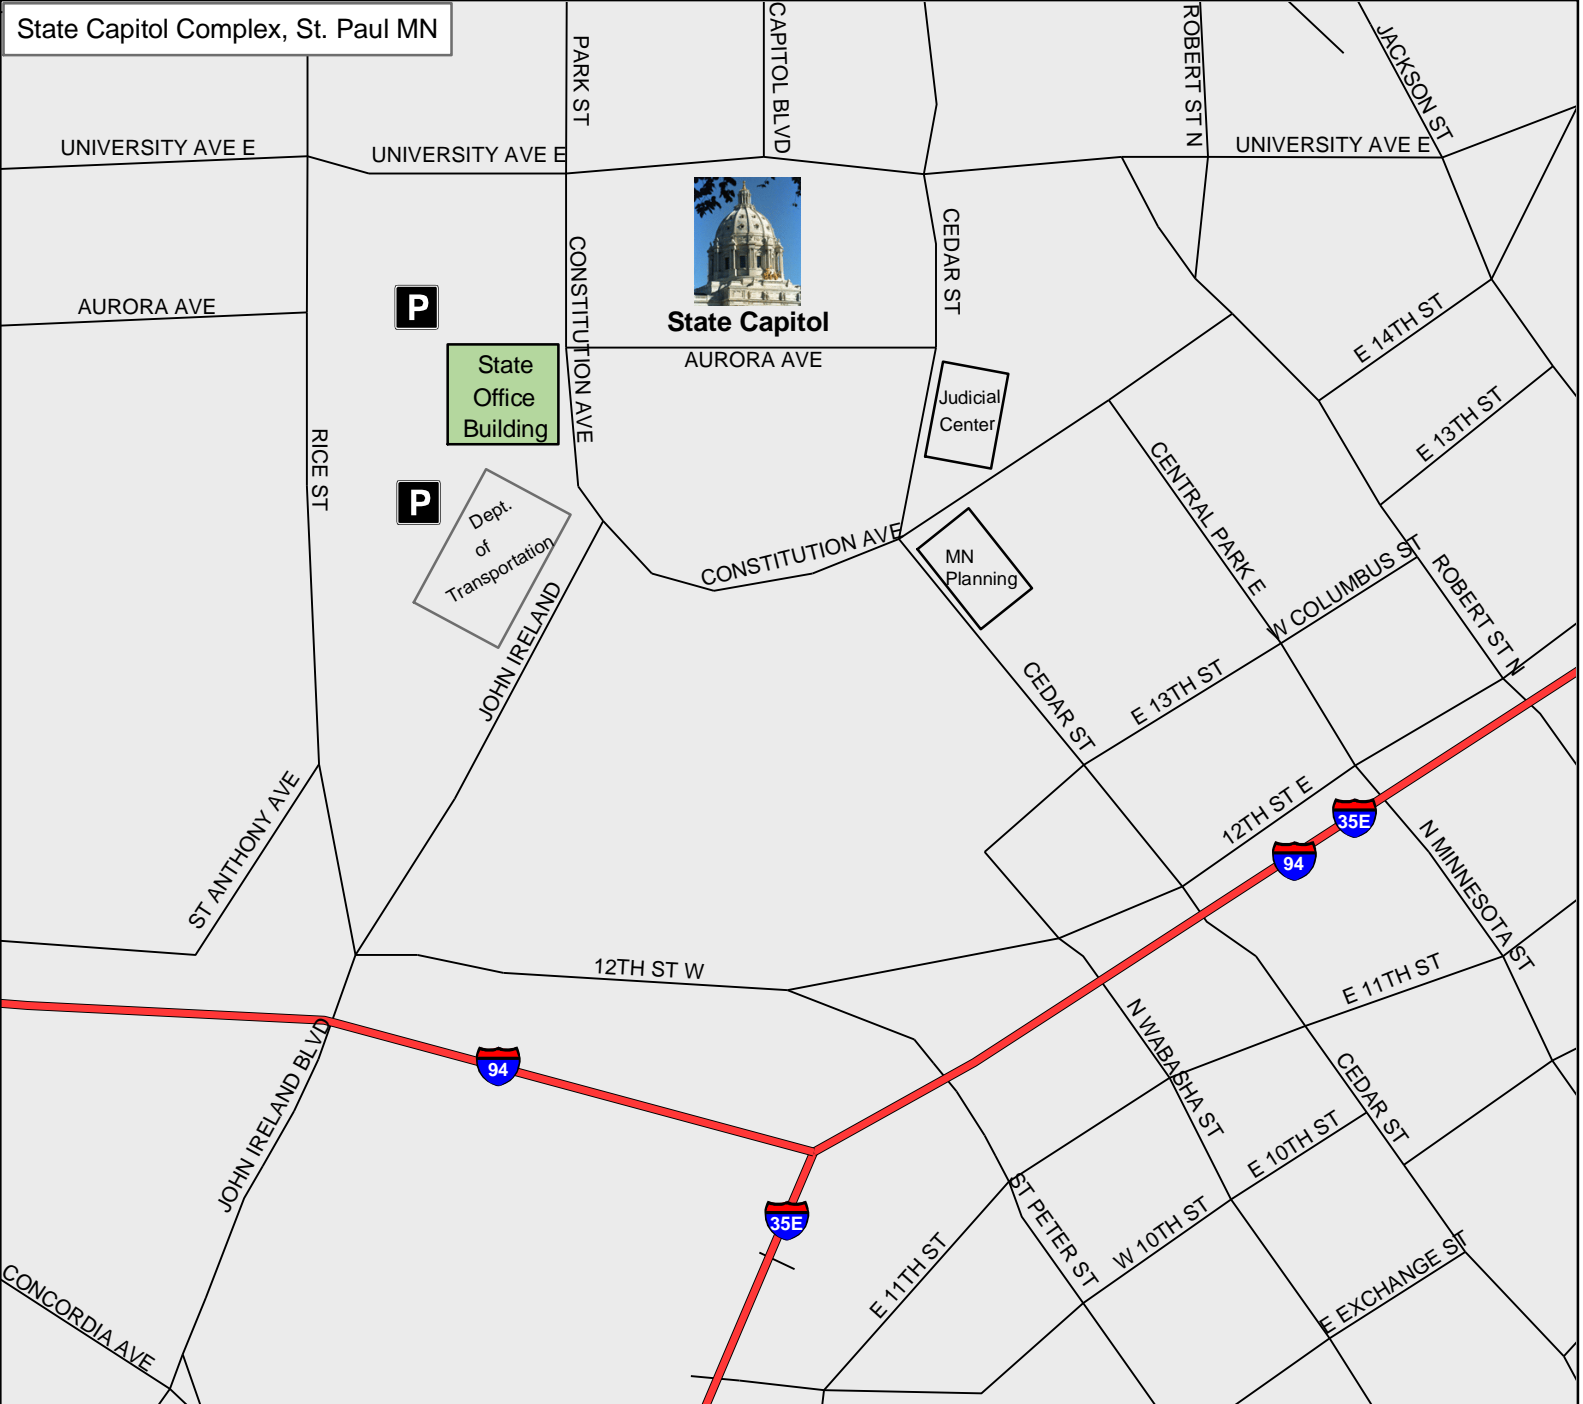 State Capitol Complex, St. Paul MN
PARK ST
CAPITOL BLVD
ROBERT ST N
JACKSON ST
UNIVERSITY AVE E
UNIVERSITY AVE E
UNIVERSITY AVE E
CEDAR ST
CONSTITUTION AVE
AURORA AVE
P
State Capitol
AURORA AVE
State
Office
Building
Judicial
Center
E 14TH ST
E 13TH ST
RICE ST
P
Dept.
of
Transportation
CONSTITUTION AVE
MN
Planning
CENTRAL PARK E
W COLUMBUS ST
ROBERT ST N
JOHN IRELAND
CEDAR ST
E 13TH ST
ST ANTHONY AVE
12TH ST E
35E
94
N MINNESOTA ST
12TH ST W
E 11TH ST
94
JOHN IRELAND BLVD
N WABASHA ST
CEDAR ST
E 10TH ST
35E
ST PETER ST
W 10TH ST
E 11TH ST
E EXCHANGE ST
CONCORDIA AVE